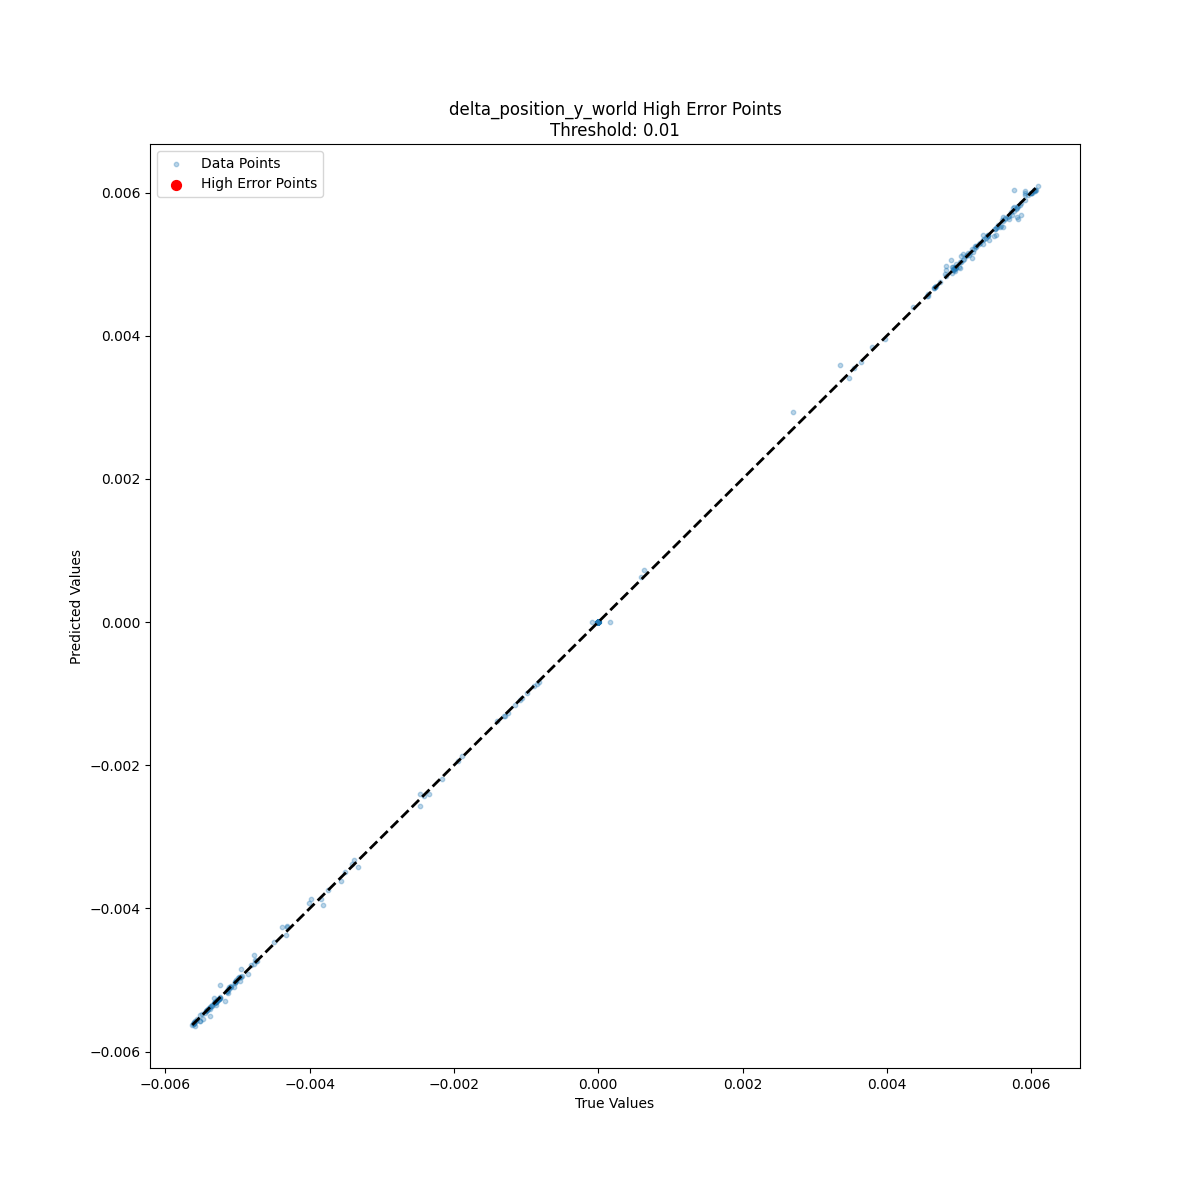 delta_position_y_world High Error Points
Threshold: 0.01
Data Points
High Error Points
0.006
0.004
0.002
0.000
−0.002
−0.004
−0.006
Predicted Values
−0.006
−0.004
−0.002
0.000
0.002
0.004
0.006
True Values